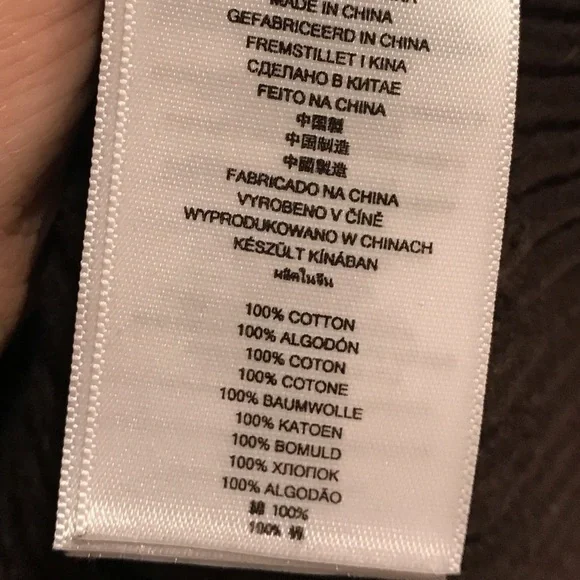 MADE IN CHINA
GEFABRICEERD IN CHINA
FREMSTILLET I KINA
СДЕЛАНО В КИТАЕ
FEITO NA CHINA
中国製
中国制造
中國製造
FABRICADO NA CHINA
VYROBENO V ČÍNĚ
WYPRODUKOWANO W CHINACH
KÉSZÜLT KÍNÁBAN
ผลิตในจีน
100% COTTON
100% ALGODÓN
100% COTON
100% COTONE
100% BAUMWOLLE
100% KATOEN
100% BOMULD
100% ХЛОПОК
100% ALGODÃO
綿 100%
100% 棉